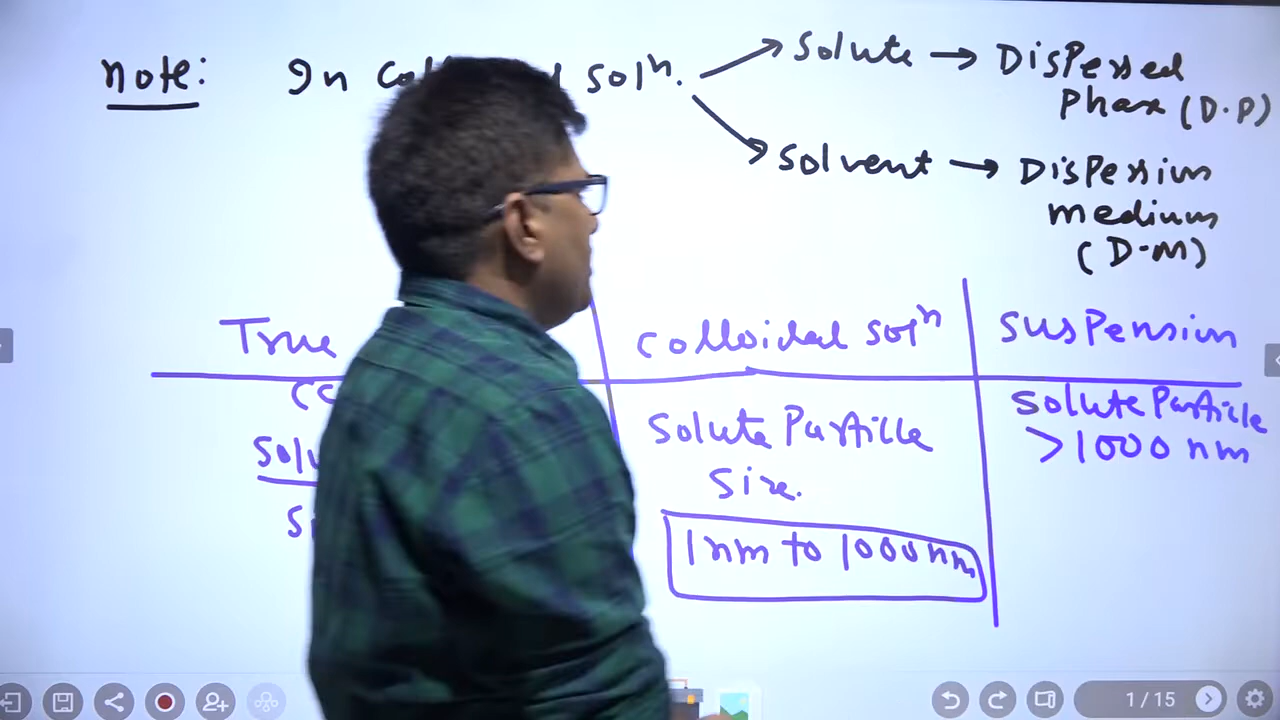 note: In soln.
Solute → Dispersed
Phase (D.P)
Solvent → Dispersion
medium
(D-M)
True
Colloidal soln
Suspension
Solute Particle
Size.
1nm to 1000nm
Solute Particle
>1000 nm
1 / 15